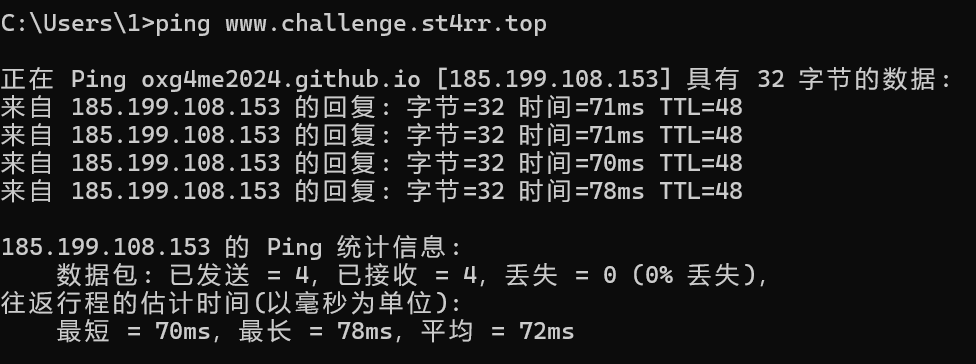 C:\Users\1>ping www.challenge.st4rr.top
正在 Ping oxg4me2024.github.io [185.199.108.153] 具有 32 字节的数据:
来自 185.199.108.153 的回复: 字节=32 时间=71ms TTL=48
来自 185.199.108.153 的回复: 字节=32 时间=71ms TTL=48
来自 185.199.108.153 的回复: 字节=32 时间=70ms TTL=48
来自 185.199.108.153 的回复: 字节=32 时间=78ms TTL=48
185.199.108.153 的 Ping 统计信息:
    数据包: 已发送 = 4, 已接收 = 4, 丢失 = 0 (0% 丢失),
往返行程的估计时间(以毫秒为单位):
    最短 = 70ms, 最长 = 78ms, 平均 = 72ms